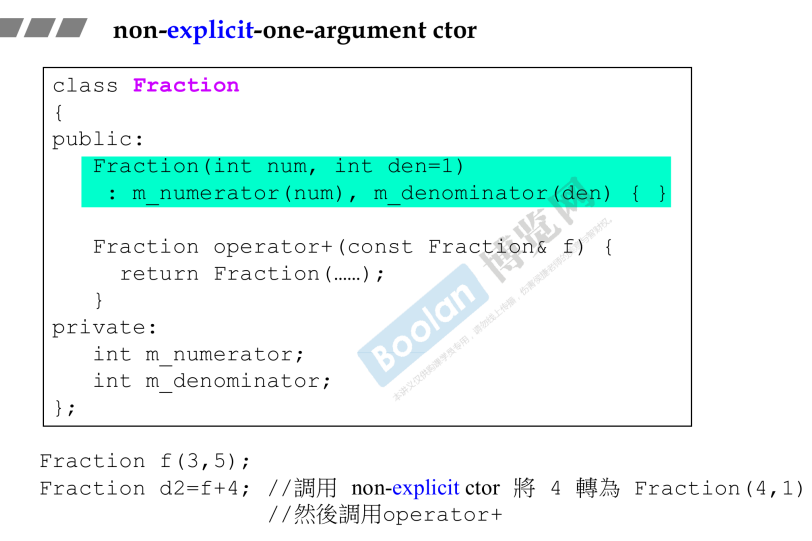 non-explicit-one-argument ctor
class Fraction
{
public:
Fraction(int num, int den=1)
: m_numerator(num), m_denominator(den) { }
Fraction operator+(const Fraction& f) {
return Fraction(……);
}
private:
int m_numerator;
int m_denominator;
};
Boolan 博览网
Fraction f(3,5);
Fraction d2=f+4; //調用 non-explicit ctor 將 4 轉為 Fraction(4,1)
//然後調用operator+